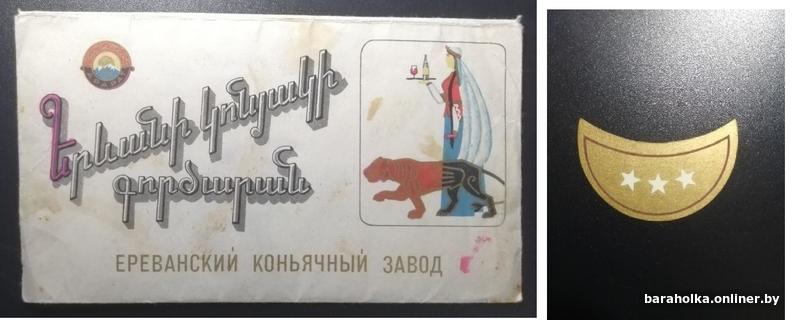 Երևանի կոնյակի
գործարան
ЕРЕВАНСКИЙ КОНЬЯЧНЫЙ ЗАВОД
baraholka.onliner.by